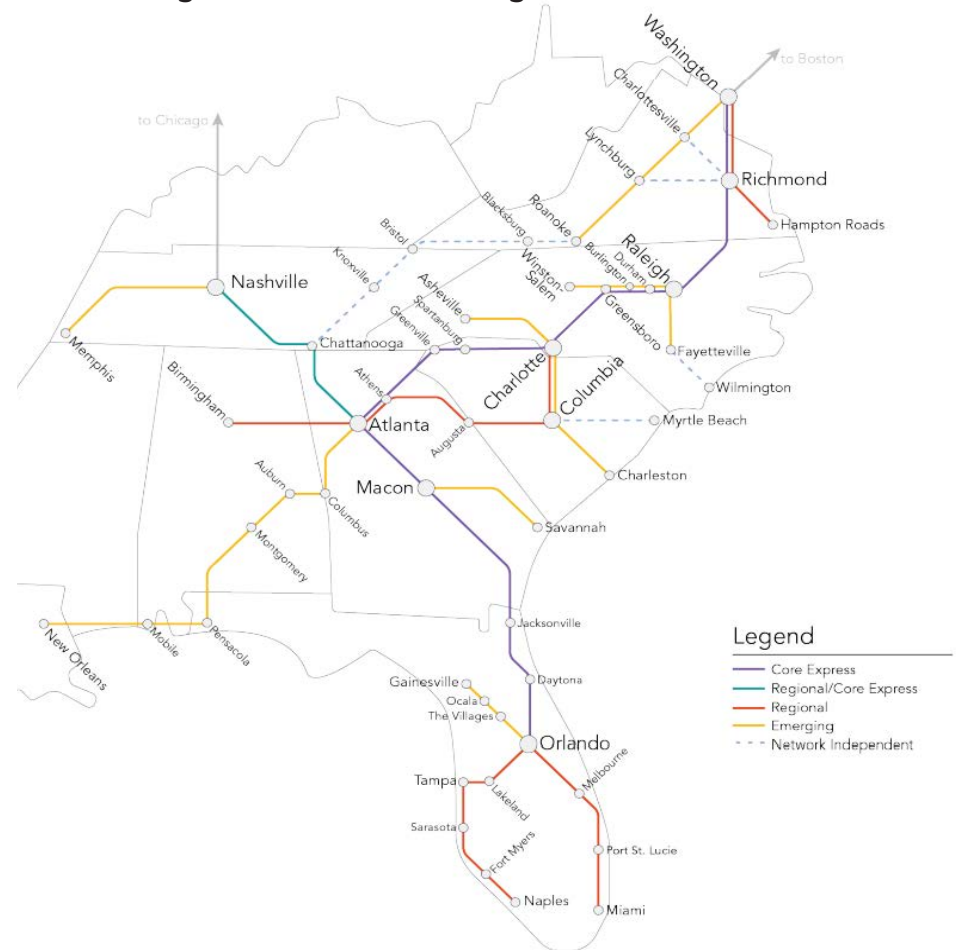 Washington
to Boston
Charlottesville
to Chicago
Lynchburg
Richmond
Blacksburg
Roanoke
Hampton Roads
Bristol
Burlington
Raleigh
Knoxville
Winston-
Salem
Durham
Nashville
Asheville
Spartanburg
Greenville
Greensboro
Chattanooga
Fayetteville
Memphis
Charlotte
Columbia
Birmingham
Athens
Wilmington
Atlanta
Augusta
Myrtle Beach
Auburn
Macon
Columbus
Charleston
Montgomery
Savannah
Jacksonville
New Orleans
Mobile
Pensacola
Legend
Core Express
Regional/Core Express
Regional
Emerging
Network Independent
Gainesville
Daytona
Ocala
The Villages
Orlando
Tampa
Lakeland
Melbourne
Sarasota
Fort Myers
Port St. Lucie
Naples
Miami